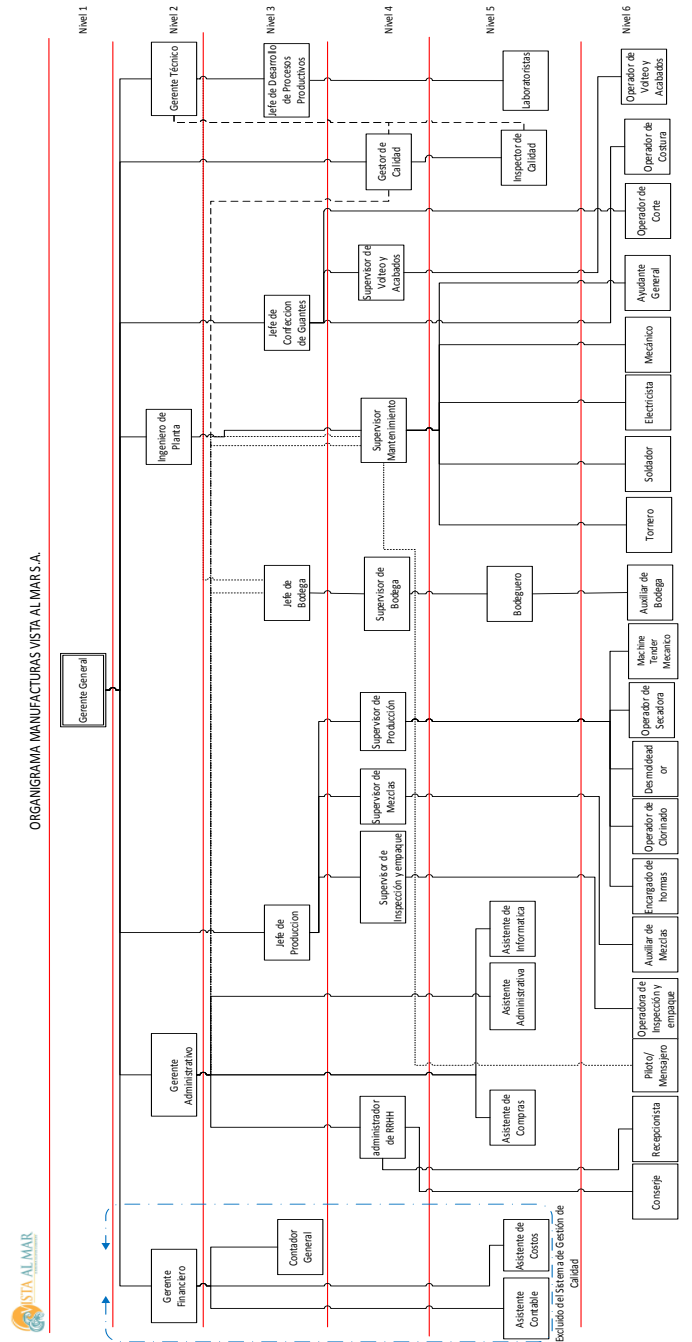 VISTA AL MAR
ORGANIGRAMA MANUFACTURAS VISTA AL MAR S.A.
Nivel 1
Gerente General
Nivel 2
Gerente
Financiero
Gerente
Administrativo
Ingeniero de
Planta
Gerente Técnico
Nivel 3
Contador
General
Jefe de
Produccion
Jefe de
Bodega
Jefe de
Confeccion
de Guantes
Jefe de Desarrollo
de Procesos
Productivos
Nivel 4
administrador
de RRHH
Supervisor de
Inspección y empaque
Supervisor de
Mezclas
Supervisor de
Producción
Supervisor de
Bodega
Supervisor
Mantenimiento
Supervisor de
Volteo y
Acabados
Gestor de
Calidad
Nivel 5
Asistente
Contable
Asistente de
Costos
Asistente de
Compras
Asistente
Administrativa
Asistente de
Informatica
Bodeguero
Inspector de
Calidad
Laboratoristas
Excluido del Sistema de Gestión de
Calidad
Nivel 6
Conserje
Recepcionista
Piloto/
Mensajero
Operadora de
Inspección y
empaque
Auxiliar de
Mezclas
Encargado de
hormas
Operador de
Clorinado
Desmoldead
or
Operador de
Secadora
Machine
Tender
Mecanico
Auxiliar de
Bodega
Tornero
Soldador
Electricista
Mecánico
Ayudante
General
Operador de
Corte
Operador de
Costura
Operador de
Volteo y
Acabados